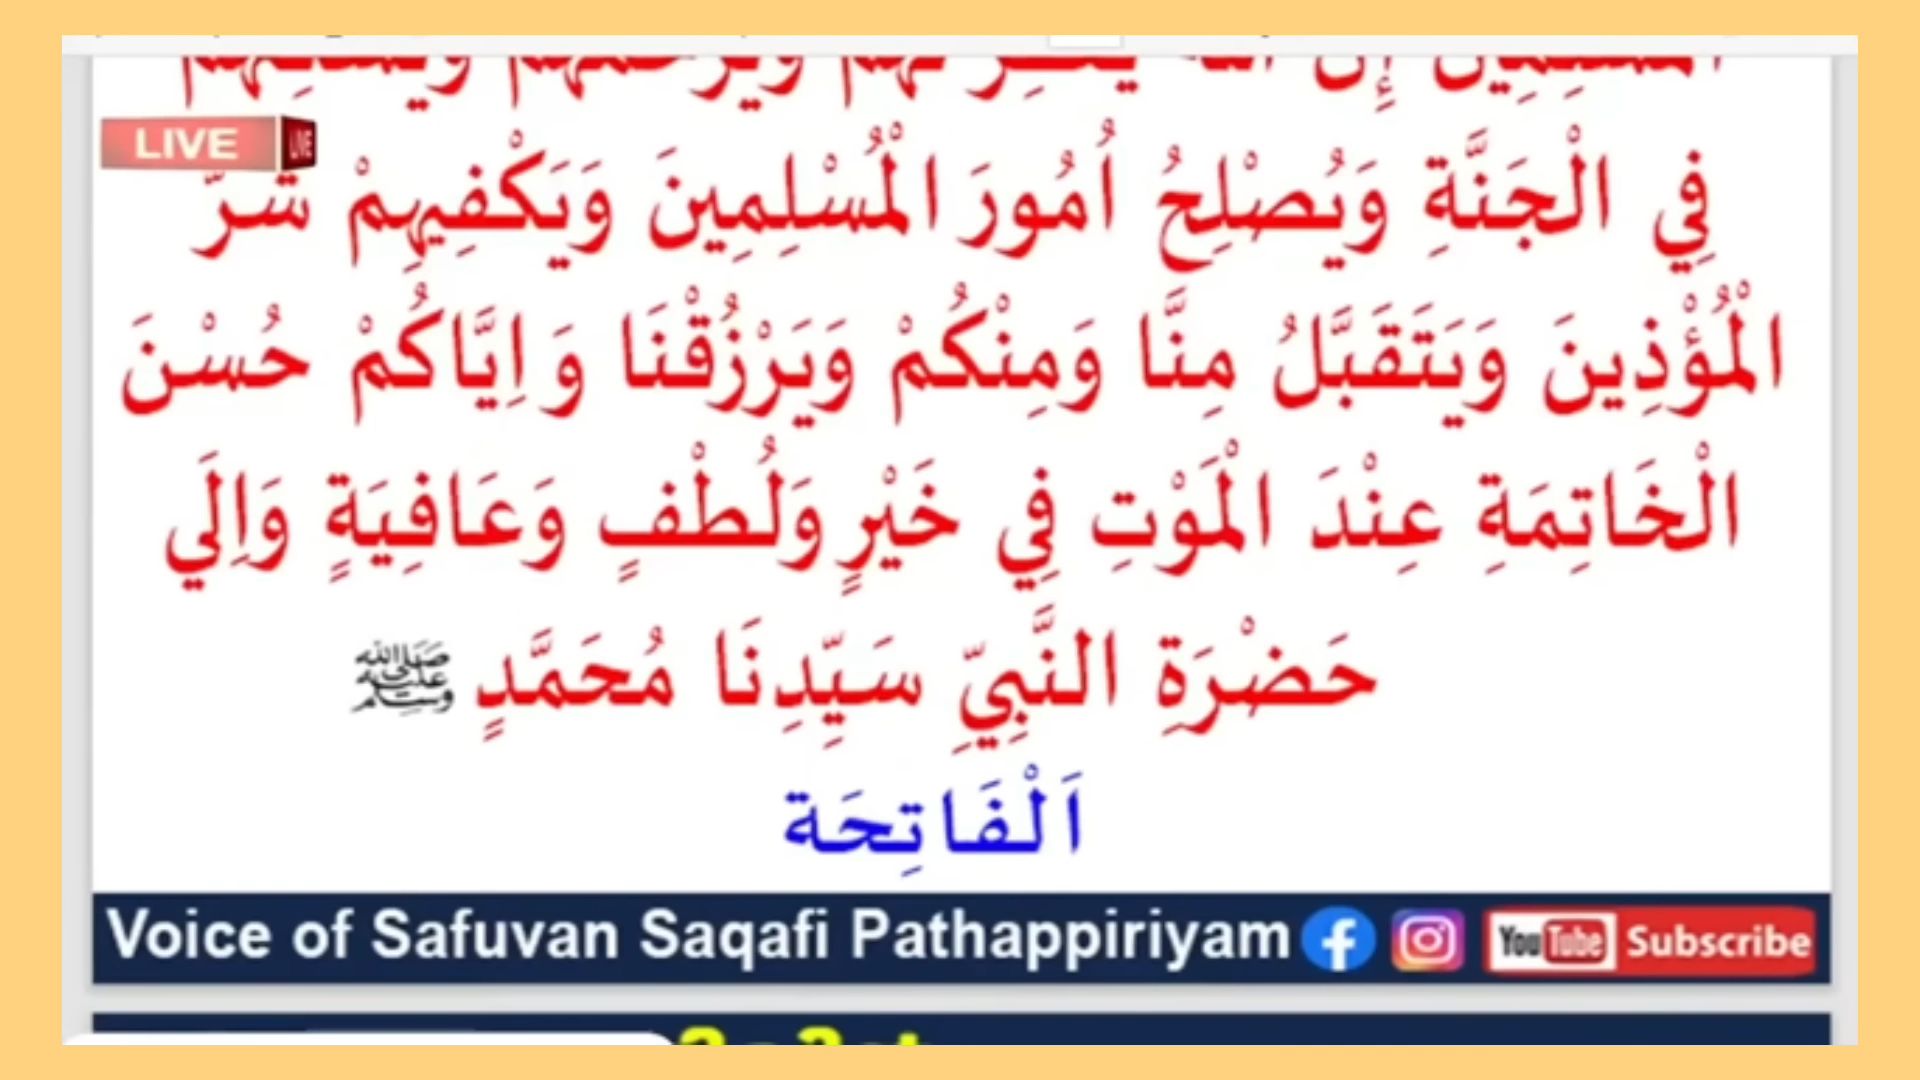 LIVE LIVE
فِي الْجَنَّةِ وَيُصْلِحُ اُمُورَ الْمُسْلِمِينَ وَيَكْفِيهِمْ شَرَّ
الْمُؤْذِينَ وَيَتَقَبَّلُ مِنَّا وَمِنْكُمْ وَيَرْزُقْنَا وَاِيَّاكُمْ حُسْنَ
الْخَاتِمَةِ عِنْدَ الْمَوْتِ فِي خَيْرٍ وَلُطْفٍ وَعَافِيَةٍ وَاِلَي
حَضْرَةِ النَّبِيِّ سَيِّدِنَا مُحَمَّدٍ ﷺ
اَلْفَاتِحَة
Voice of Safuvan Saqafi Pathappiriyam YouTube Subscribe